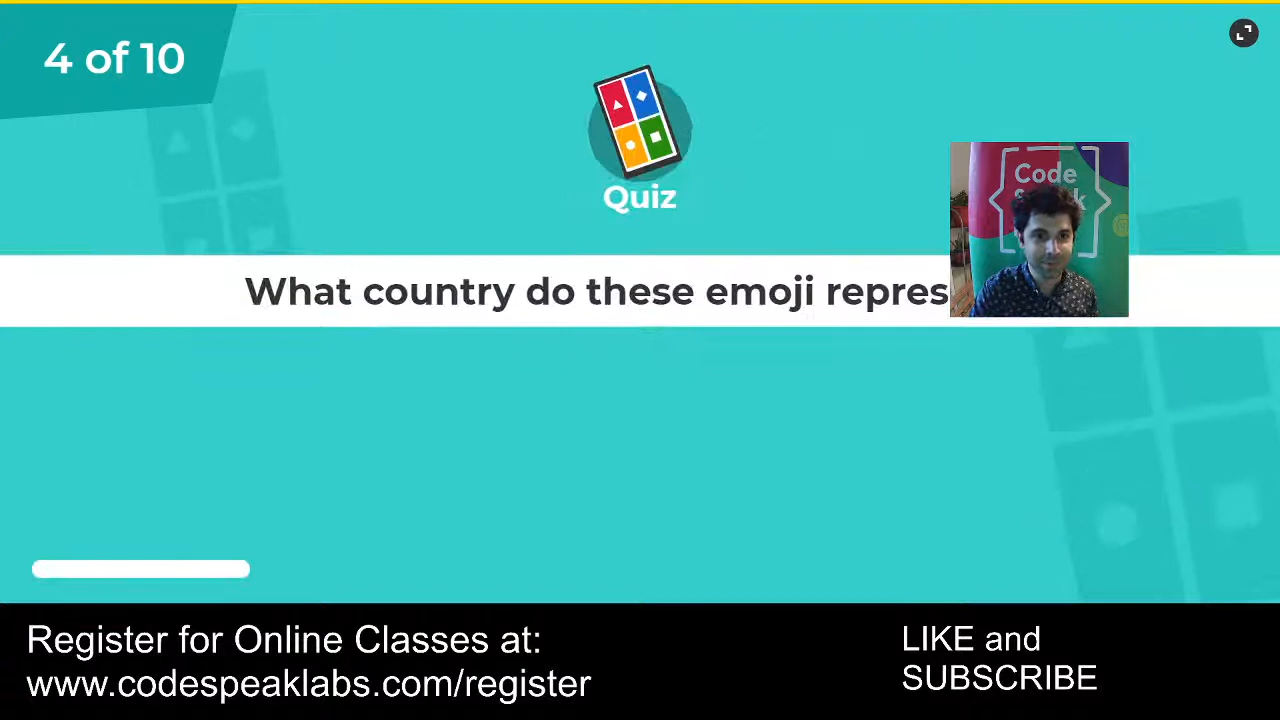 4 of 10
Quiz
Code
What country do these emoji repres
Register for Online Classes at:
www.codespeaklabs.com/register
LIKE and
SUBSCRIBE